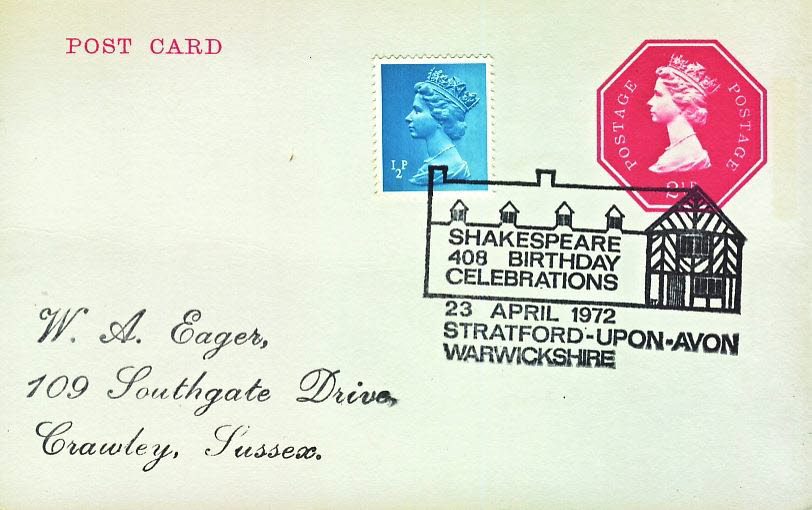 POST CARD
½P
POSTAGE POSTAGE
SHAKESPEARE
408 BIRTHDAY
CELEBRATIONS
23 APRIL 1972
STRATFORD-UPON-AVON
WARWICKSHIRE
W. A. Eager,
109 Southgate Drive,
Crawley, Sussex.